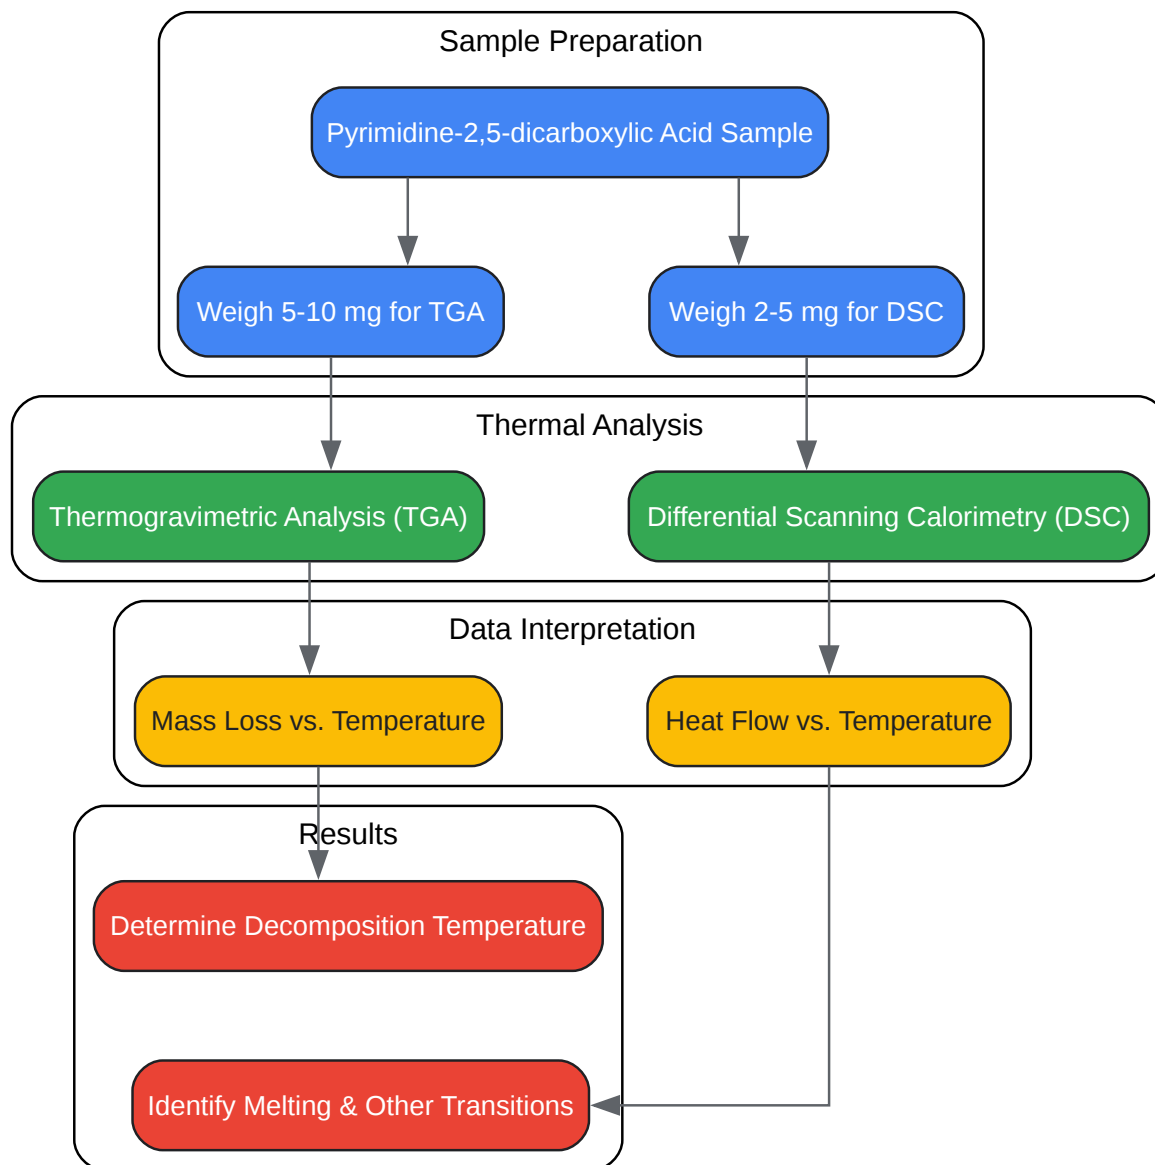 Sample Preparation
Pyrimidine-2,5-dicarboxylic Acid Sample
Weigh 5-10 mg for TGA
Weigh 2-5 mg for DSC
Thermal Analysis
Thermogravimetric Analysis (TGA)
Differential Scanning Calorimetry (DSC)
Data Interpretation
Mass Loss vs. Temperature
Heat Flow vs. Temperature
Results
Determine Decomposition Temperature
Identify Melting & Other Transitions